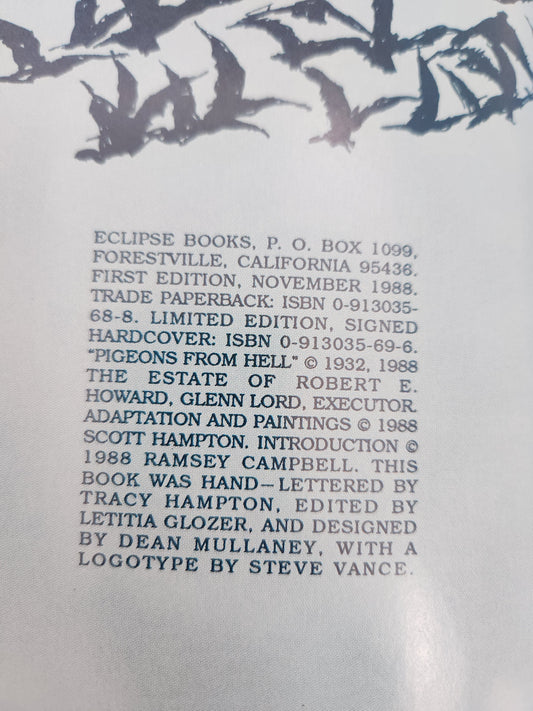 ECLIPSE BOOKS, P. O. BOX 1099,
FORESTVILLE, CALIFORNIA 95436.
FIRST EDITION, NOVEMBER 1988.
TRADE PAPERBACK: ISBN 0-913035-
68-8. LIMITED EDITION, SIGNED
HARDCOVER: ISBN 0-913035-69-6.
"PIGEONS FROM HELL" © 1932, 1988
THE ESTATE OF ROBERT E.
HOWARD, GLENN LORD, EXECUTOR.
ADAPTATION AND PAINTINGS © 1988
SCOTT HAMPTON. INTRODUCTION ©
1988 RAMSEY CAMPBELL. THIS
BOOK WAS HAND—LETTERED BY
TRACY HAMPTON, EDITED BY
LETITIA GLOZER, AND DESIGNED
BY DEAN MULLANEY, WITH A
LOGOTYPE BY STEVE VANCE.